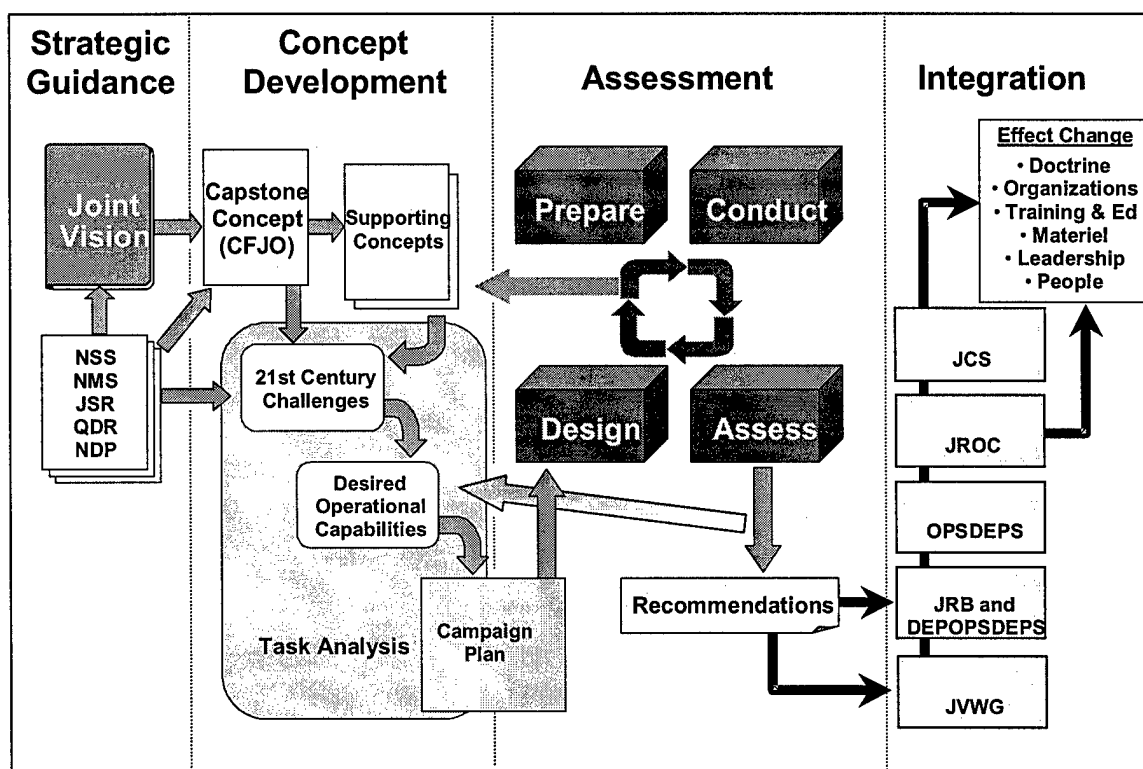 Strategic
Guidance
Concept
Development
Assessment
Integration
Joint
Vision
NSS
NMS
JSR
QDR
NDP
Capstone
Concept
(CFJO)
Supporting
Concepts
21st Century
Challenges
Desired
Operational
Capabilities
Task Analysis
Campaign
Plan
Prepare
Conduct
Design
Assess
Recommendations
Effect Change
• Doctrine
• Organizations
• Training & Ed
• Materiel
• Leadership
• People
JCS
JROC
OPSDEPS
JRB and
DEPOPSDEPS
JVWG